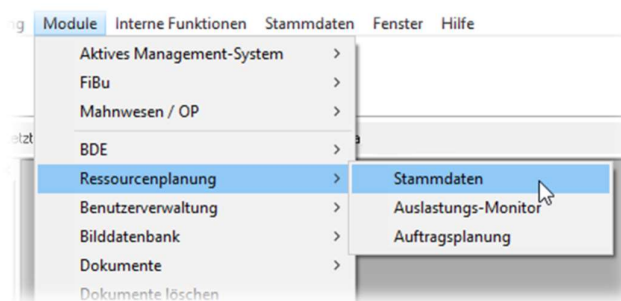 Module Interne Funktionen Stammdaten Fenster Hilfe
Aktives Management-System
FiBu
Mahnwesen / OP
BDE
Ressourcenplanung
Stammdaten
Benutzerverwaltung
Auslastungs-Monitor
Bilddatenbank
Auftragsplanung
Dokumente
Dokumente löschen